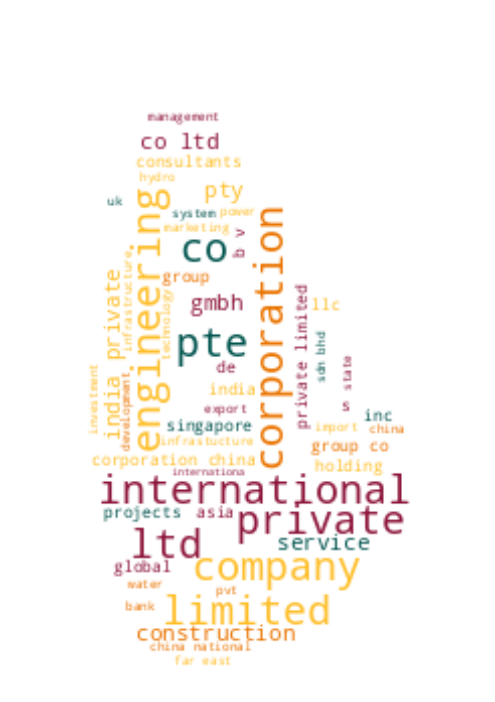 management
co ltd
consultants
hydro
engineering
uk
pty
system
power
marketing
co
b v
corporation
group
infrastructure
india private
technology
gmbh
private limited
llc
pte
sdn bhd
state
de
investment
development
india
export
s
inc
singapore
import
china
infrastucture
group co
corporation china
holding
internationa
international
projects
asia
private
ltd
service
global
company
water
pvt
bank
limited
construction
china national
far east